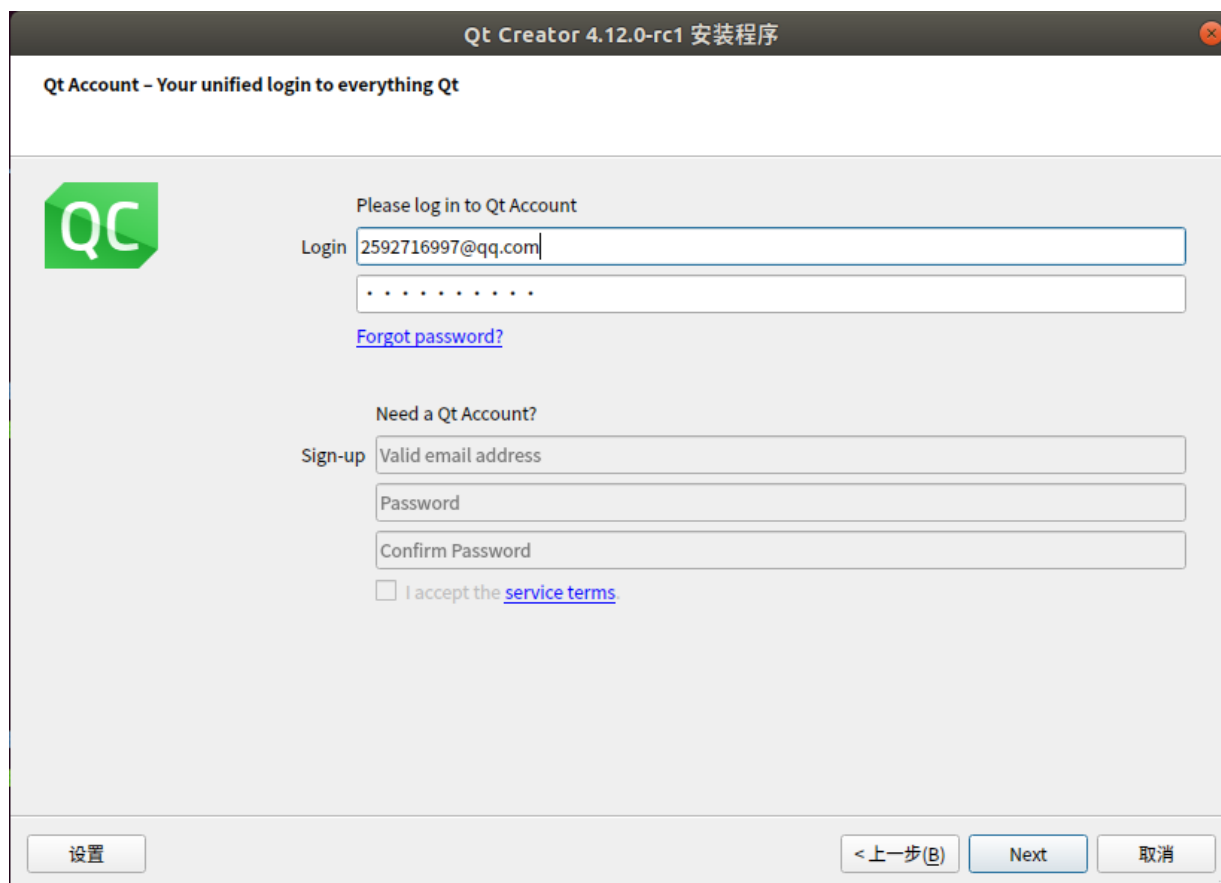 Qt Creator 4.12.0-rc1 安装程序
Qt Account – Your unified login to everything Qt
QC
Please log in to Qt Account
Login 2592716997@qq.com
• • • • • • • • • •
Forgot password?
Need a Qt Account?
Sign-up Valid email address
Password
Confirm Password
I accept the service terms.
设置 < 上一步(B) Next 取消